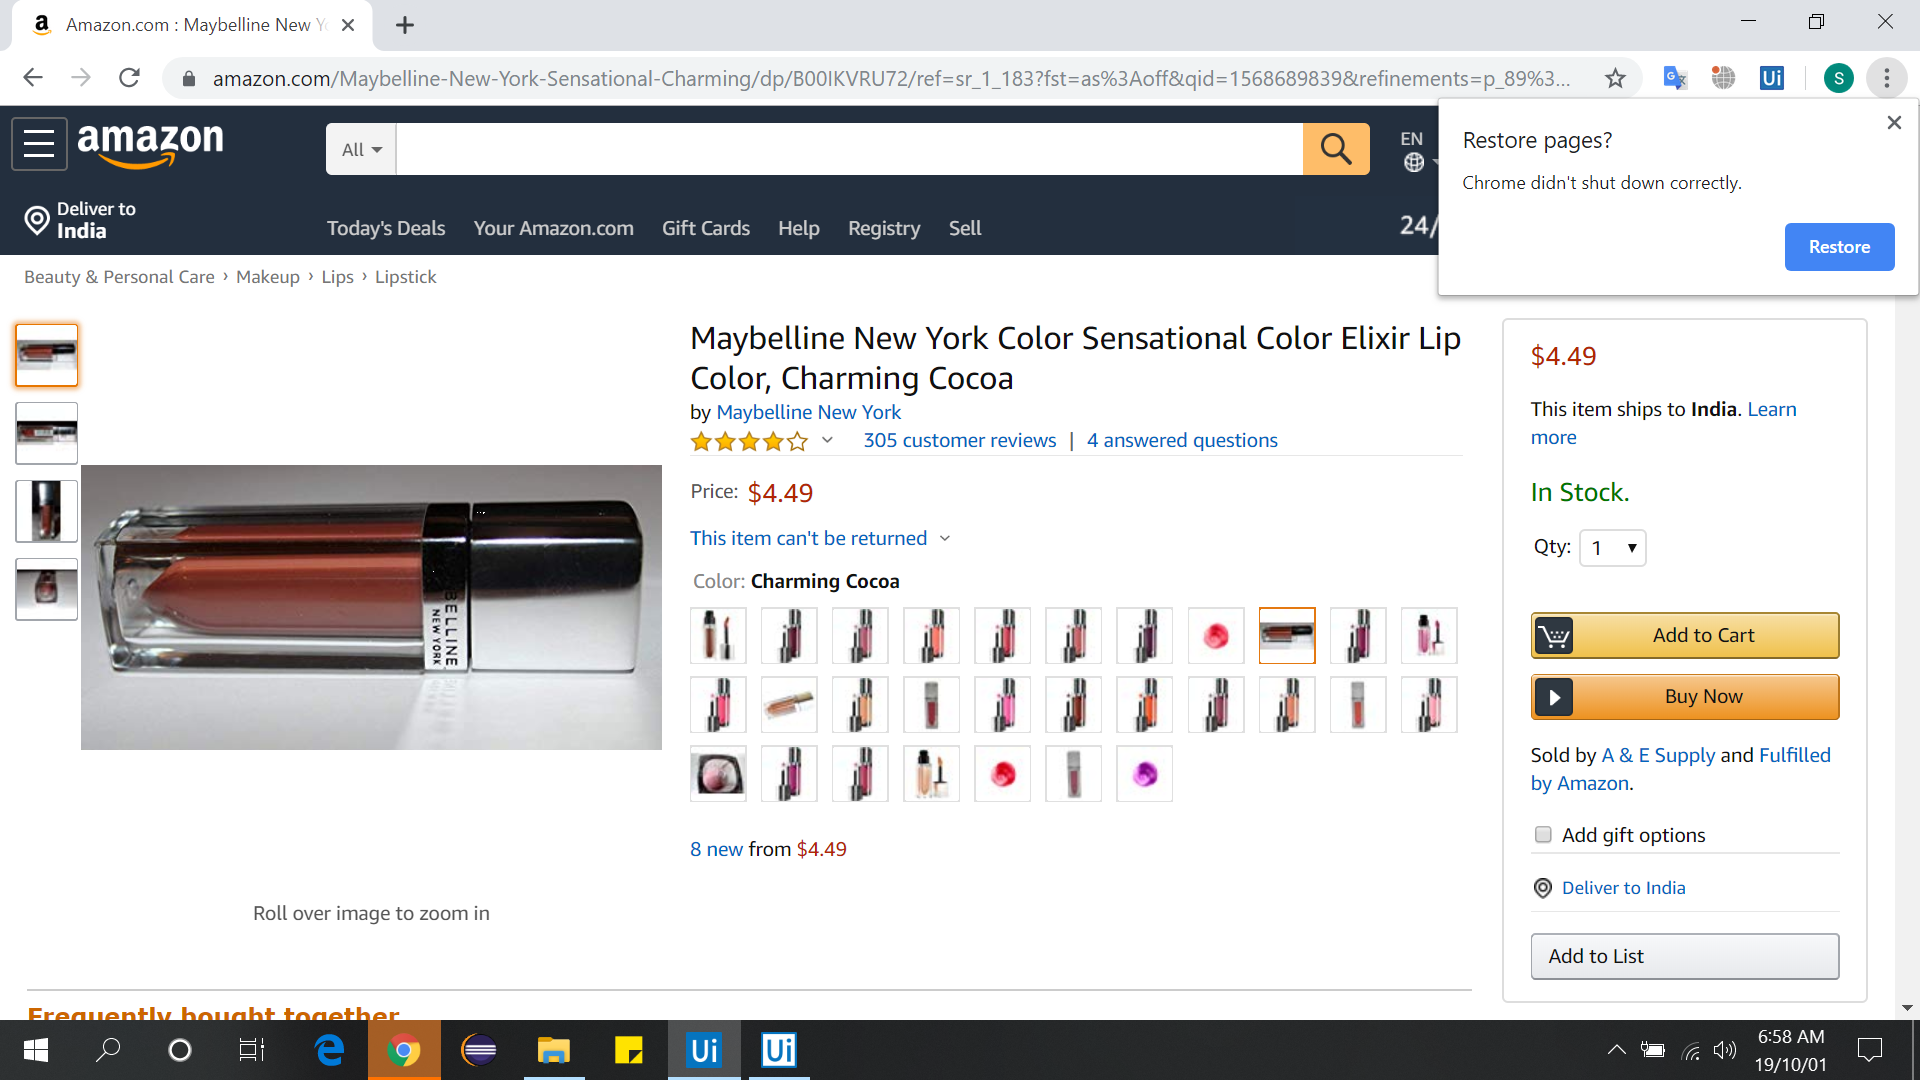 Amazon.com : Maybelline New Y
amazon.com/Maybelline-New-York-Sensational-Charming/dp/B00IKVRU72/ref=sr_1_183?fst=as%3Aoff&qid=1568689839&refinements=p_89%3...
Ui
S
Restore pages?
Chrome didn't shut down correctly.
Restore
amazon
All
EN
Deliver to
India
Today's Deals
Your Amazon.com
Gift Cards
Help
Registry
Sell
24/
Beauty & Personal Care › Makeup › Lips › Lipstick
Maybelline New York Color Sensational Color Elixir Lip
Color, Charming Cocoa
by Maybelline New York
305 customer reviews | 4 answered questions
Price: $4.49
This item can't be returned
Color: Charming Cocoa
8 new from $4.49
BELLINE
NEW YORK
Roll over image to zoom in
$4.49
This item ships to India. Learn
more
In Stock.
Qty: 1
Add to Cart
Buy Now
Sold by A & E Supply and Fulfilled
by Amazon.
Add gift options
Deliver to India
Add to List
Frequently bought together
Ui
Ui
6:58 AM
19/10/01